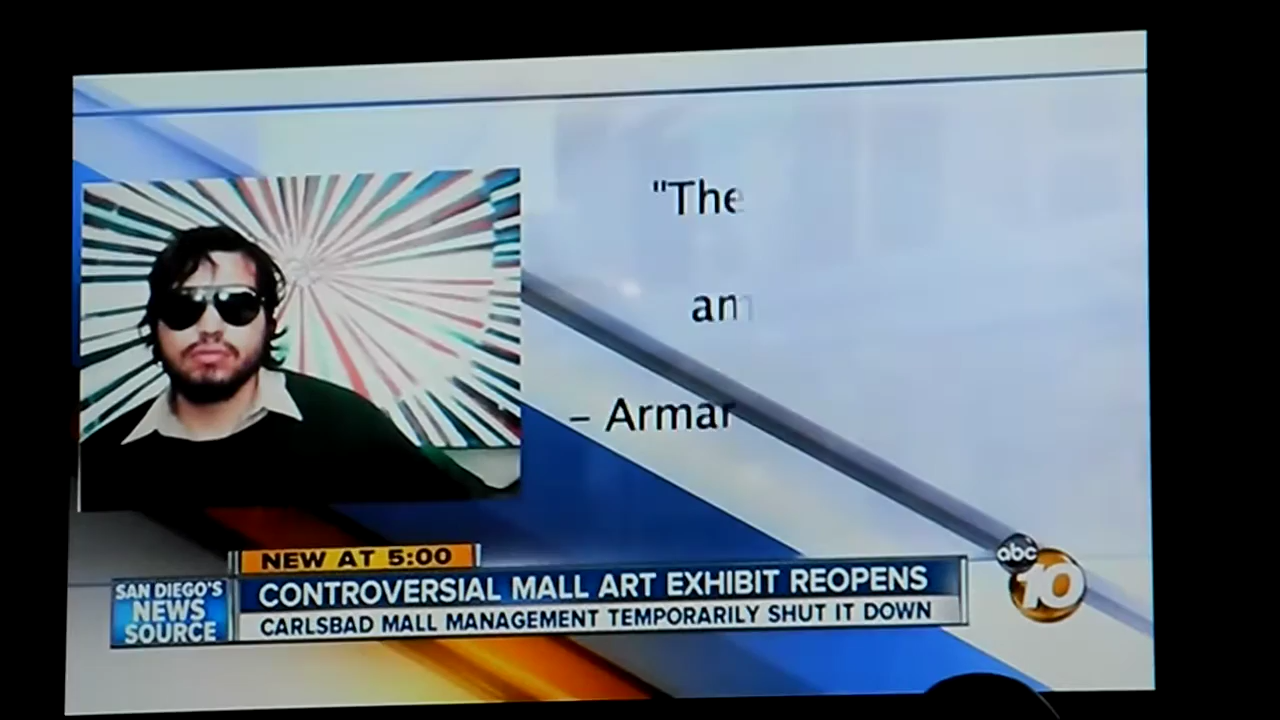 "The
am
– Armar
NEW AT 5:00
SAN DIEGO'S
NEWS
SOURCE
CONTROVERSIAL MALL ART EXHIBIT REOPENS
CARLSBAD MALL MANAGEMENT TEMPORARILY SHUT IT DOWN
abc
10